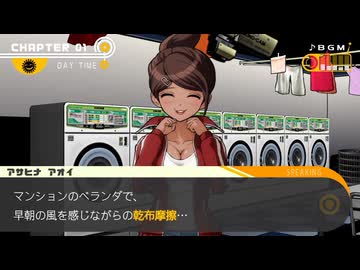 CHAPTER 01
DAY TIME
♪BGM♪
アサヒナ アオイ
SPEAKING
マンションのベランダで、
早朝の風を感じながらの乾布摩擦…